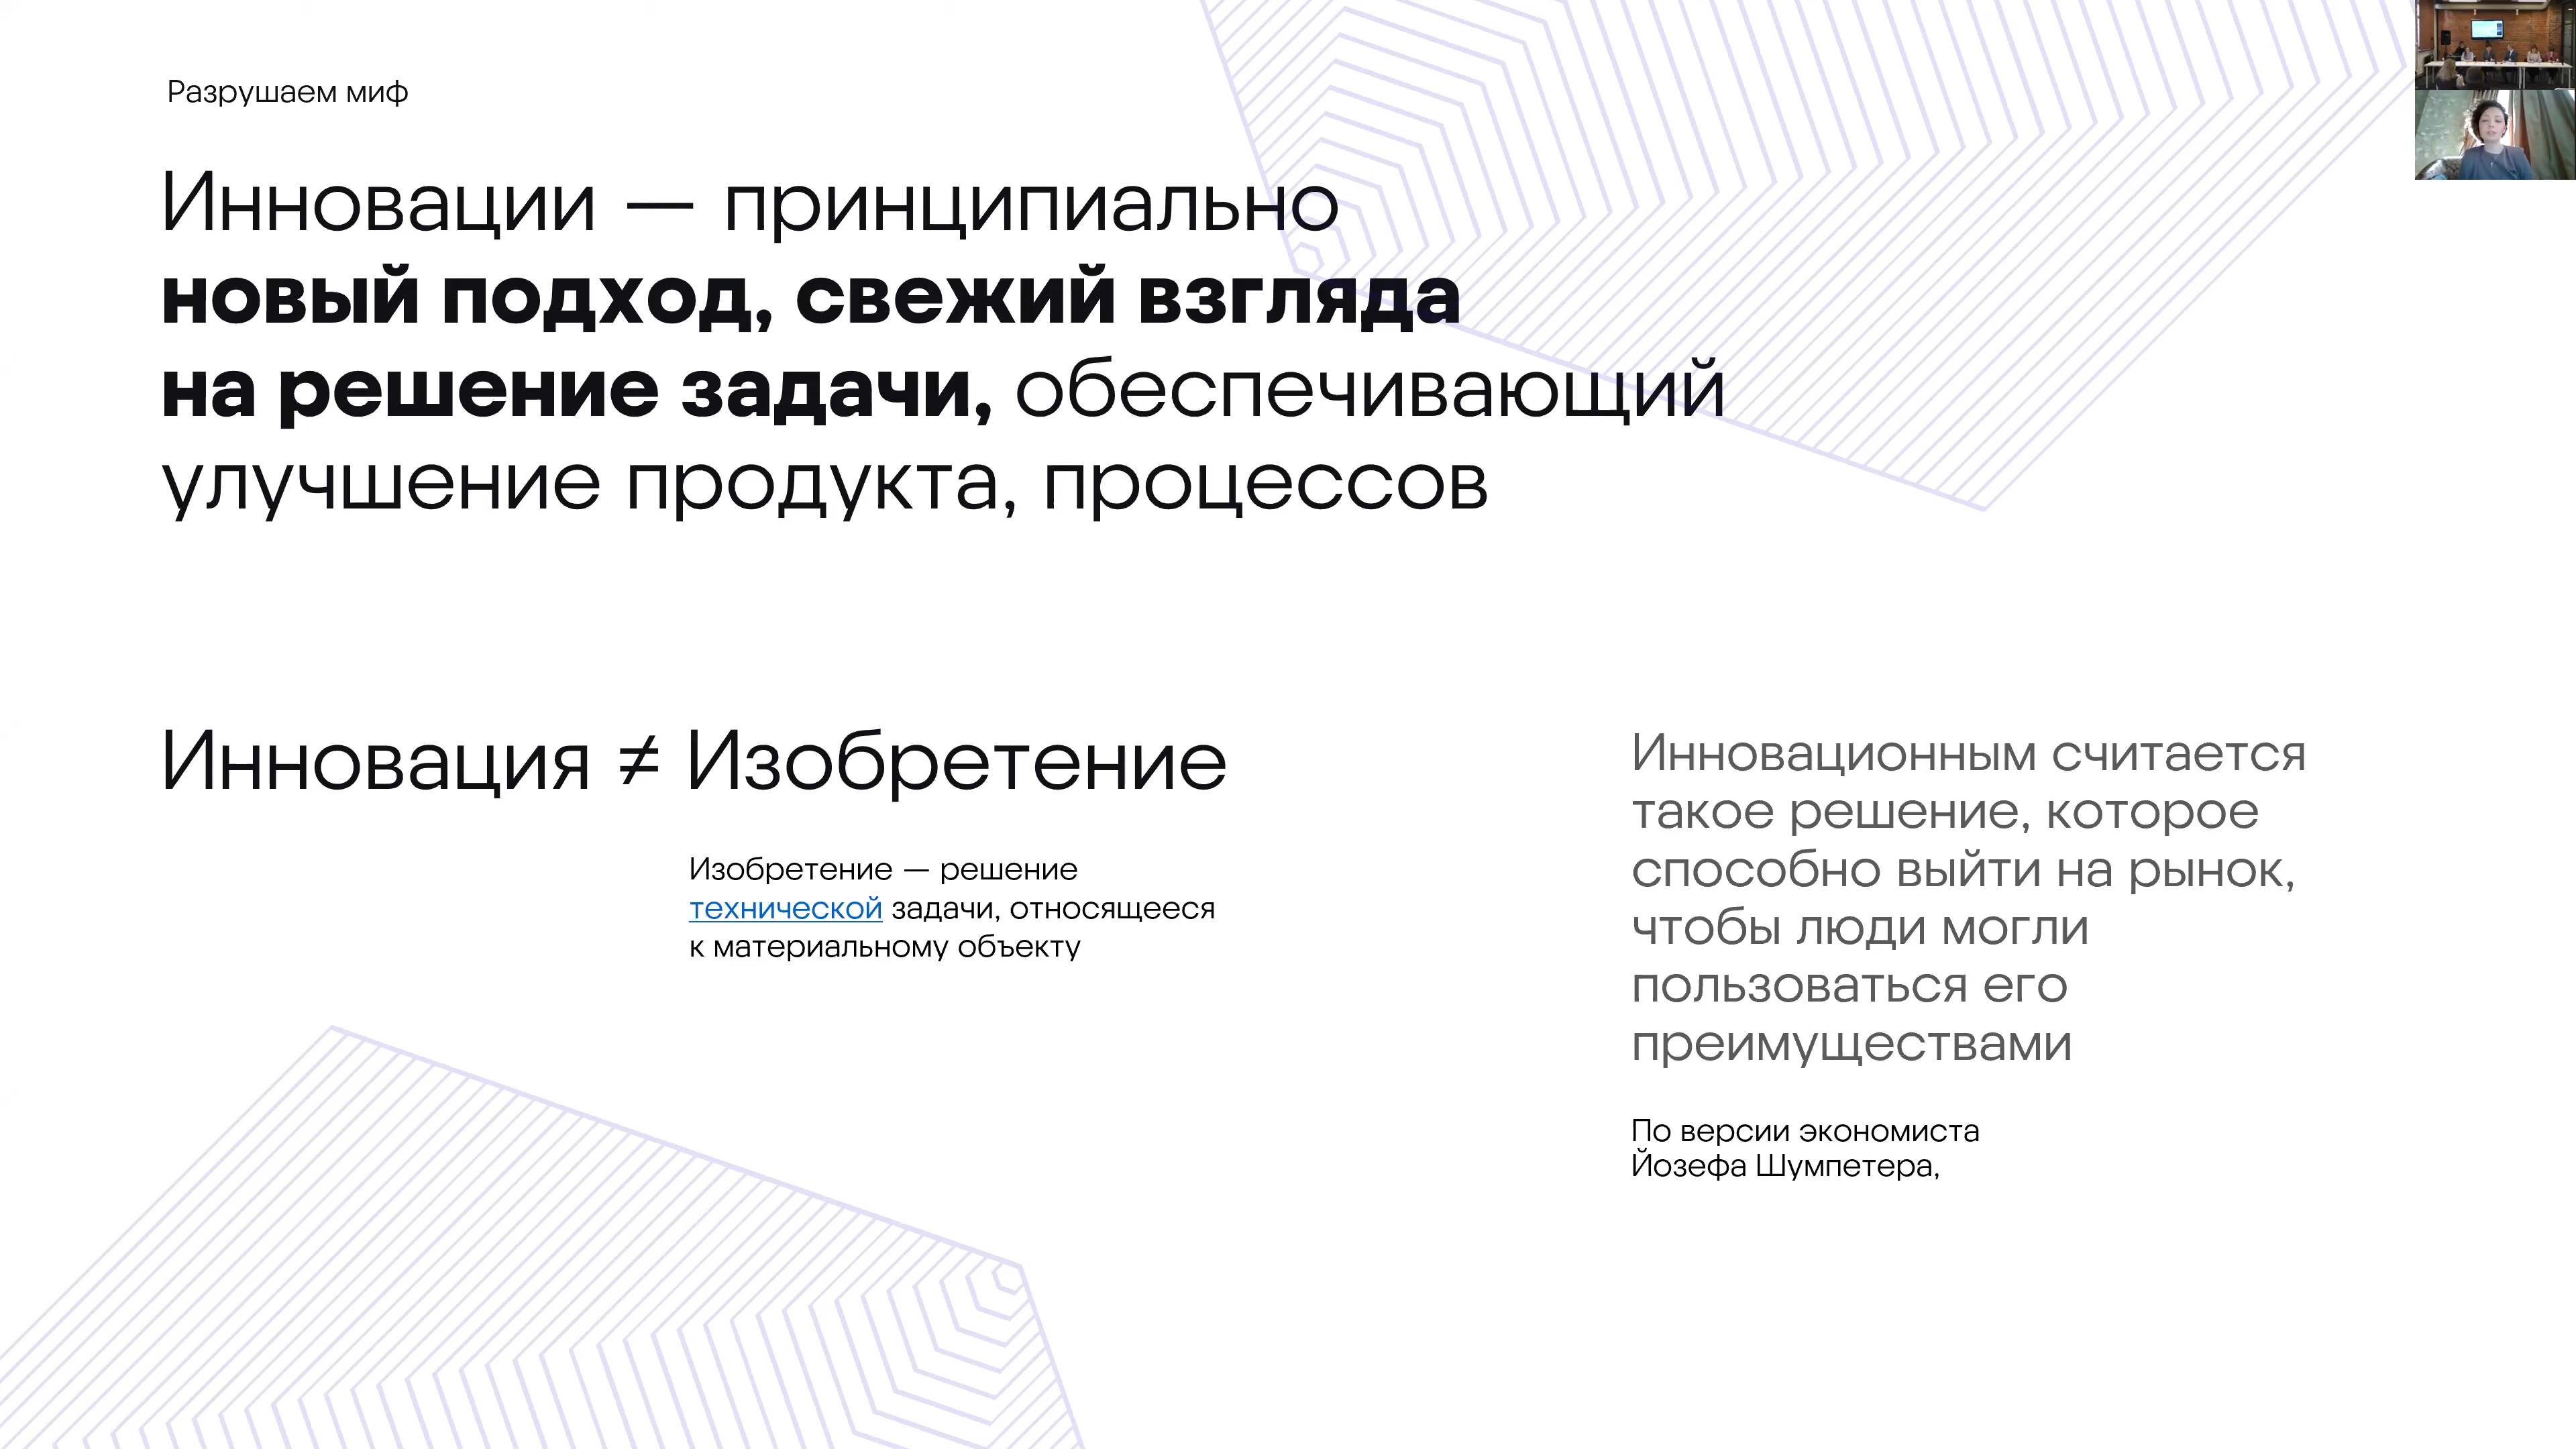 Разрушаем миф
Инновации — принципиально
новый подход, свежий взгляда
на решение задачи, обеспечивающий
улучшение продукта, процессов
Инновация ≠ Изобретение
Изобретение — решение
технической задачи, относящееся
к материальному объекту
Инновационным считается
такое решение, которое
способно выйти на рынок,
чтобы люди могли
пользоваться его
преимуществами
По версии экономиста
Йозефа Шумпетера,